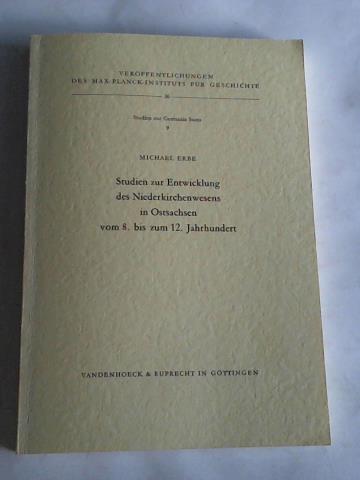 VERÖFFENTLICHUNGEN
DES MAX-PLANCK-INSTITUTS FÜR GESCHICHTE
26
Studien zur Germania Sacra
9
MICHAEL ERBE
Studien zur Entwicklung
des Niederkirchenwesens
in Ostsachsen
vom 8. bis zum 12. Jahrhundert
VANDENHOECK & RUPRECHT IN GÖTTINGEN